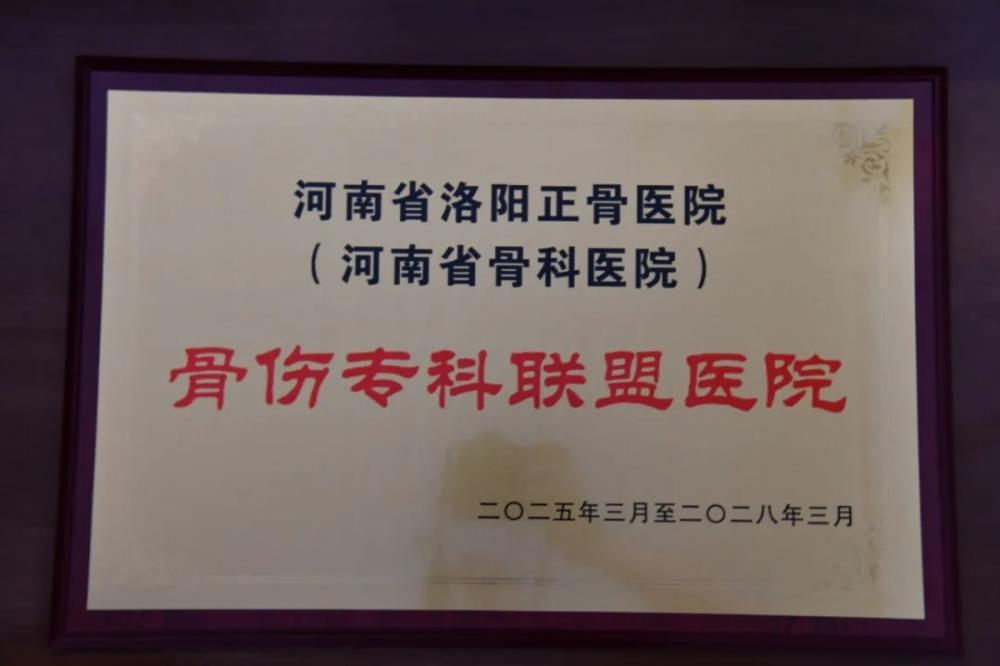 河南省洛阳正骨医院
（河南省骨科医院）
骨伤专科联盟医院
二〇二五年三月至二〇二八年三月